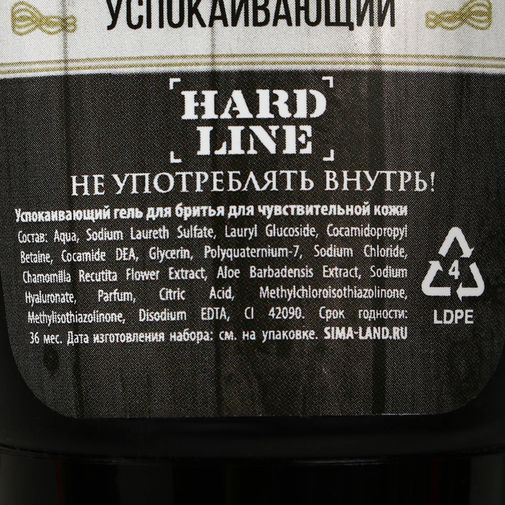 УСПОКАИВАЮЩИЙ
HARD
LINE
НЕ УПОТРЕБЛЯТЬ ВНУТРЬ!
Успокаивающий гель для бритья для чувствительной кожи
Состав: Aqua, Sodium Laureth Sulfate, Lauryl Glucoside, Cocamidopropyl
Betaine, Cocamide DEA, Glycerin, Polyquaternium-7, Sodium Chloride,
Chamomilla Recutita Flower Extract, Aloe Barbadensis Extract, Sodium
Hyaluronate, Parfum, Citric Acid, Methylchloroisothiazolinone,
Methylisothiazolinone, Disodium EDTA, CI 42090. Срок годности:
36 мес. Дата изготовления набора: см. на упаковке. SIMA-LAND.RU
4
LDPE